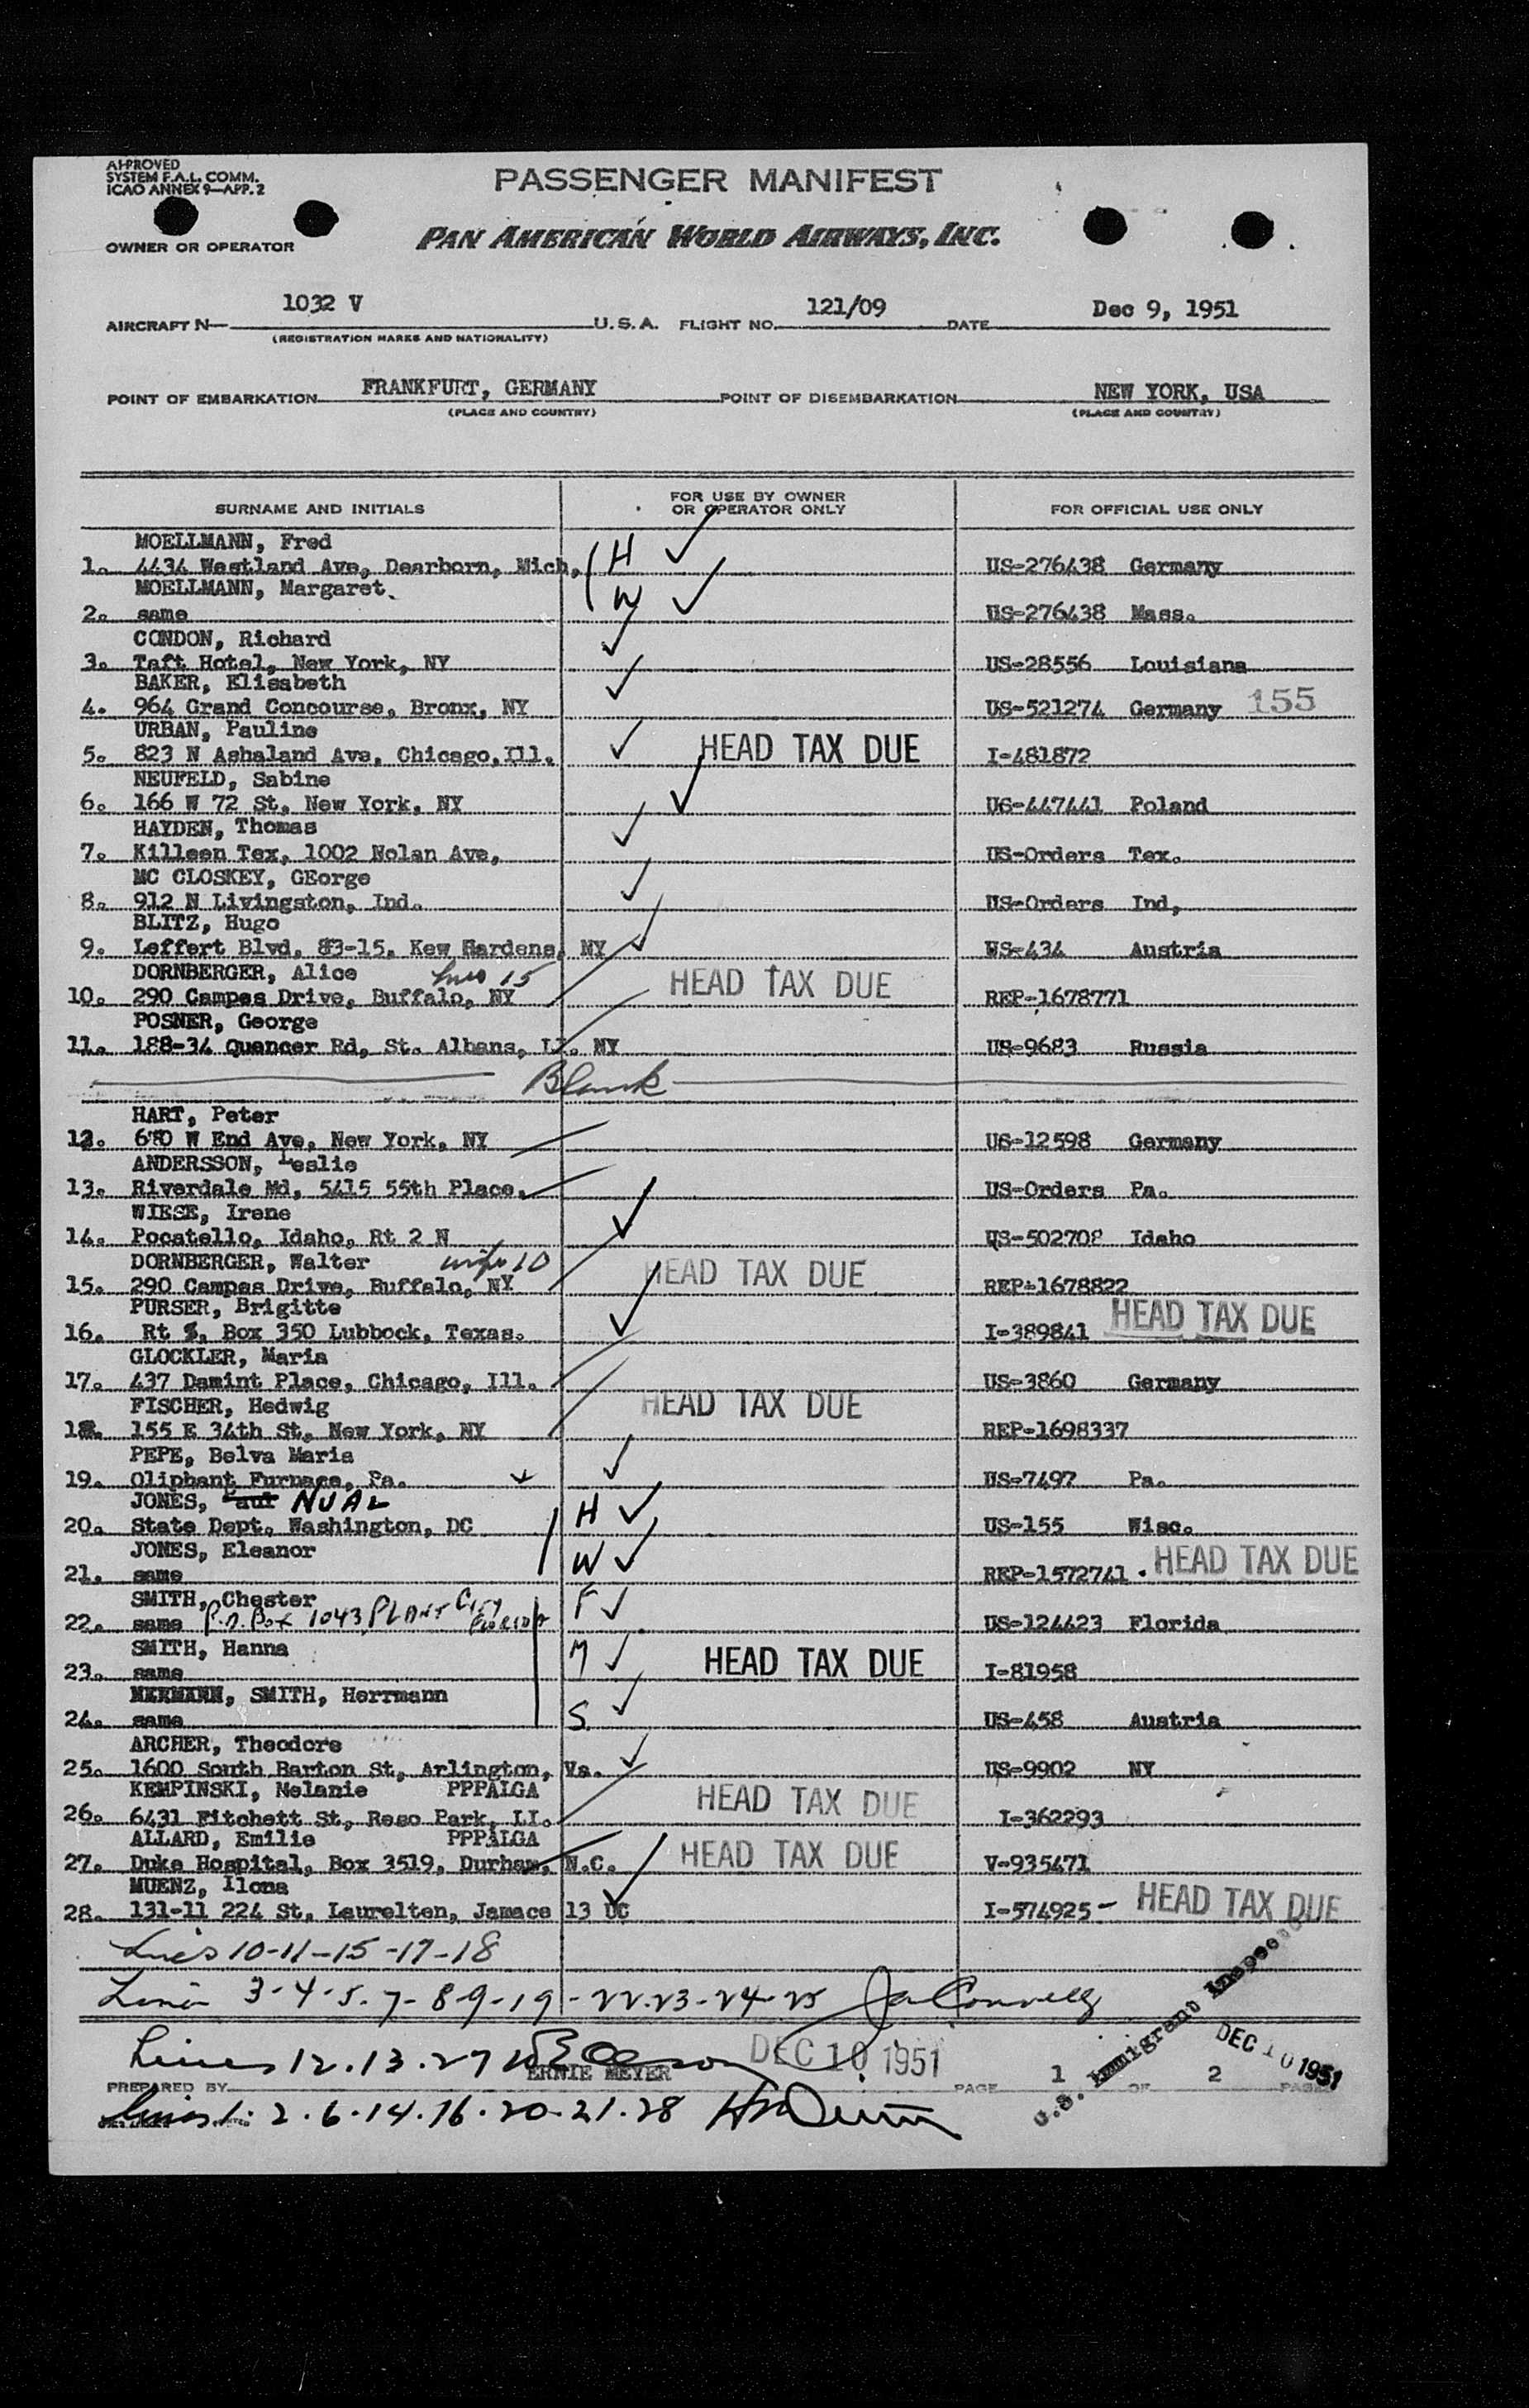 APPROVED
SYSTEM F.A.L. COMM.
ICAO ANNEX 9—APP. 2
PASSENGER MANIFEST
OWNER OR OPERATOR
PAN AMERICAN WORLD AIRWAYS, INC.
AIRCRAFT N— 1032 V U.S.A. FLIGHT NO. 121/09 DATE Dec 9, 1951
(REGISTRATION MARKS AND NATIONALITY)
POINT OF EMBARKATION FRANKFURT, GERMANY POINT OF DISEMBARKATION NEW YORK, USA
(PLACE AND COUNTRY) (PLACE AND COUNTRY)
SURNAME AND INITIALS FOR USE BY OWNER OR OPERATOR ONLY FOR OFFICIAL USE ONLY
MOELLMANN, Fred
1. 4434 Westland Ave, Dearborn, Mich, H US-276438 Germany
MOELLMANN, Margaret.
2. same W US-276438 Mass.
CONDON, Richard
3. Taft Hotel, New York, NY US-28556 Louisiana
BAKER, Elisabeth
4. 964 Grand Concourse, Bronx, NY US-521274 Germany 155
URBAN, Pauline
5. 823 N Ashaland Ave, Chicago, Ill. HEAD TAX DUE I-481872
NEUFELD, Sabine
6. 166 W 72 St, New York, NY US-447441 Poland
HAYDEN, Thomas
7. Killeen Tex, 1002 Nolan Ave, US-Orders Tex.
MC CLOSKEY, GEorge
8. 912 N Livingston, Ind. US-Orders Ind,
BLITZ, Hugo
9. Leffert Blvd, 83-15, Kew Gardens, NY US-434 Austria
DORNBERGER, Alice 15
10. 290 Campes Drive, Buffalo, NY HEAD TAX DUE REP-1678771
POSNER, George
11. 188-34 Quencer Rd, St. Albans, LI. NY US-9683 Russia
Blank
HART, Peter
12. 680 W End Ave, New York, NY US-12598 Germany
ANDERSSON, Leslie
13. Riverdale Md, 5415 55th Place, US-Orders Pa.
WIESE, Irene
14. Pocatello, Idaho, Rt 2 N US-502708 Idaho
DORNBERGER, Walter wife 10
15. 290 Campes Drive, Buffalo, NY HEAD TAX DUE REP-1678822
PURSER, Brigitte
16. Rt Box 350 Lubbock, Texas. I-389841 HEAD TAX DUE
GLOCKLER, Maria
17. 437 Damint Place, Chicago, Ill. US-3860 Germany
FISCHER, Hedwig HEAD TAX DUE
18. 155 E 34th St, New York, NY REP-1698337
PEPE, Belva Maria
19. Oliphant Furnace, Pa. US-7497 Pa.
JONES, Paul NUAL
20. State Dept. Washington, DC H US-155 Wisc.
JONES, Eleanor
21. same W REP-1572741. HEAD TAX DUE
SMITH, Chester F
22. same P.O. Box 1043, PLANT City Florida US-124423 Florida
SMITH, Hanna
23. same M HEAD TAX DUE I-81958
HERMANN, SMITH, Herrmann
24. same S. US-458 Austria
ARCHER, Theodore
25. 1600 South Barton St, Arlington, Va. US-9902 NY
KEMPINSKI, Melanie PPPALGA
26. 6431 Fitchett St, Rego Park, LI. HEAD TAX DUE I-362293
ALLARD, Emilie PPPALGA
27. Duke Hospital, Box 3519, Durham, N.C. HEAD TAX DUE V-935471
MUENZ, Ilona
28. 131-11 224 St, Laurelten, Jamace 13 UC I-574925- HEAD TAX DUE
Lines 10-11-15-17-18
Line 3-4-5-7-8-9-19-22-23-24-25
Lines 12.13.27
ERNIE MEYER
DEC 10 1951
U.S. Immigrant Inspector
DEC 10 1951
PREPARED BY PAGE 1 OF 2 PAGES
Lines 1.2.6.14.16.20.21.28